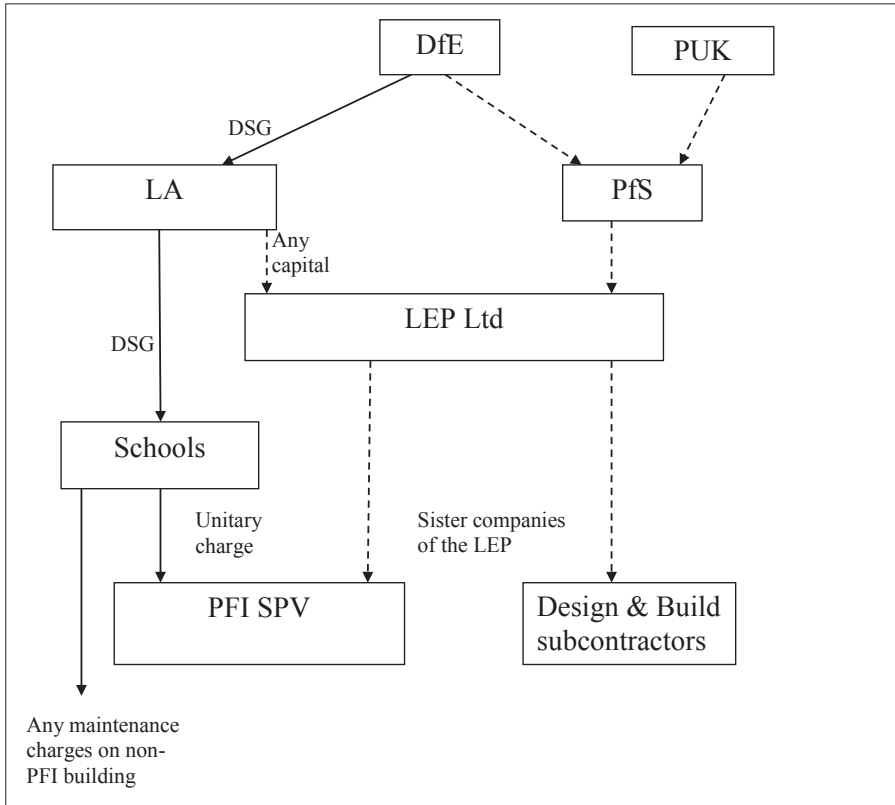 DfE
PUK
DSG
LA
PfS
Any
capital
LEP Ltd
DSG
Schools
Unitary
charge
Sister companies
of the LEP
PFI SPV
Design & Build
subcontractors
Any maintenance
charges on non-
PFI building